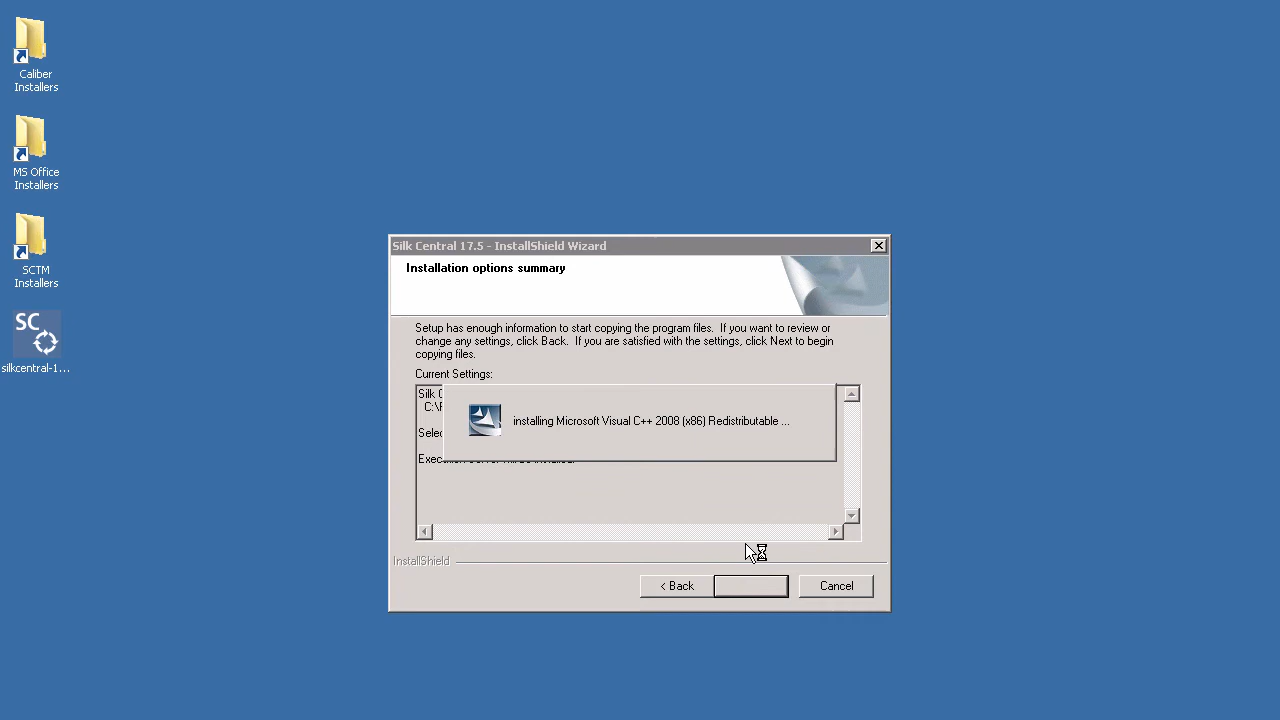 Caliber
Installers
MS Office
Installers
SCTM
Installers
SC
silkcentral-1...
Silk Central 17.5 - InstallShield Wizard
Installation options summary
Setup has enough information to start copying the program files. If you want to review or
change any settings, click Back. If you are satisfied with the settings, click Next to begin
copying files.
Current Settings:
Silk
installing Microsoft Visual C++ 2008 (x86) Redistributable ...
InstallShield
< Back
Cancel